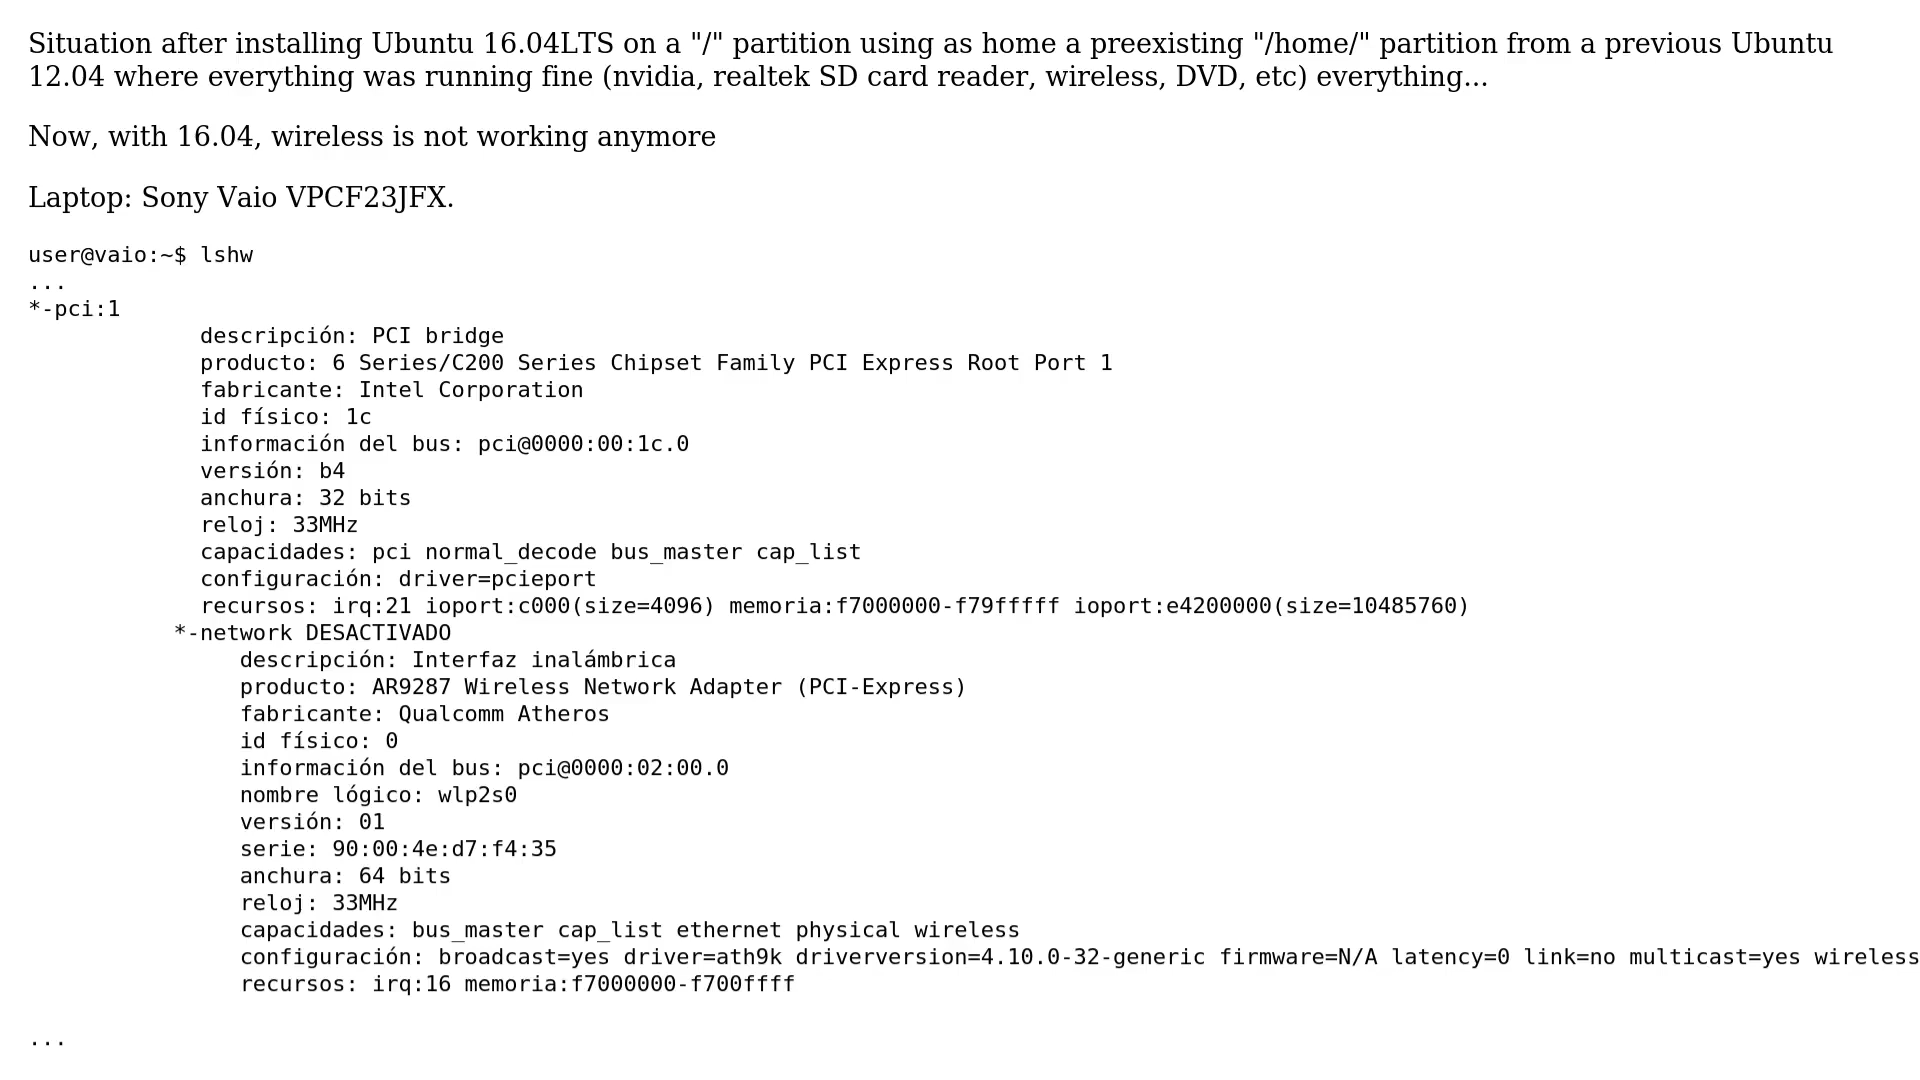 Situation after installing Ubuntu 16.04LTS on a "/" partition using as home a preexisting "/home/" partition from a previous Ubuntu
12.04 where everything was running fine (nvidia, realtek SD card reader, wireless, DVD, etc) everything...
Now, with 16.04, wireless is not working anymore
Laptop: Sony Vaio VPCF23JFX.
user@vaio:~$ lshw
...
*-pci:1
descripción: PCI bridge
producto: 6 Series/C200 Series Chipset Family PCI Express Root Port 1
fabricante: Intel Corporation
id físico: 1c
información del bus: pci@0000:00:1c.0
versión: b4
anchura: 32 bits
reloj: 33MHz
capacidades: pci normal_decode bus_master cap_list
configuración: driver=pcieport
recursos: irq:21 ioport:c000(size=4096) memoria:f7000000-f79fffff ioport:e4200000(size=10485760)
*-network DESACTIVADO
descripción: Interfaz inalámbrica
producto: AR9287 Wireless Network Adapter (PCI-Express)
fabricante: Qualcomm Atheros
id físico: 0
información del bus: pci@0000:02:00.0
nombre lógico: wlp2s0
versión: 01
serie: 90:00:4e:d7:f4:35
anchura: 64 bits
reloj: 33MHz
capacidades: bus_master cap_list ethernet physical wireless
configuración: broadcast=yes driver=ath9k driverversion=4.10.0-32-generic firmware=N/A latency=0 link=no multicast=yes wireless
recursos: irq:16 memoria:f7000000-f700ffff
...